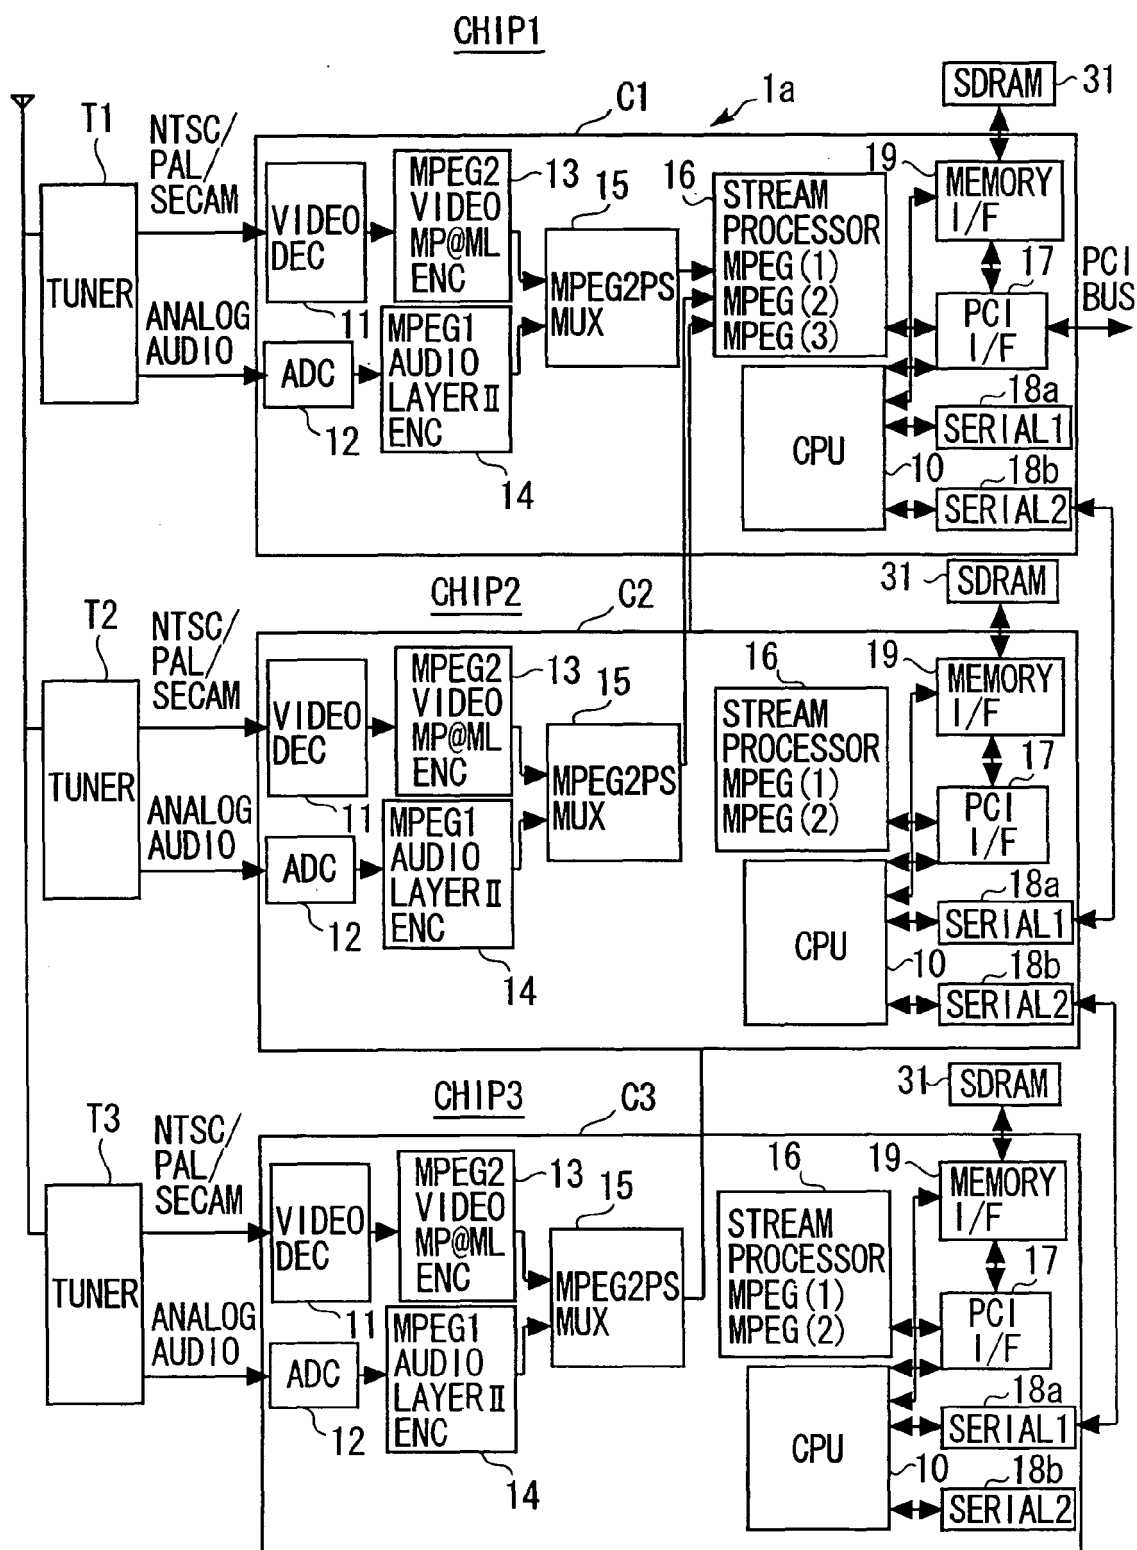 CHIP1
1a
C1
SDRAM
31
T1
TUNER
NTSC/
PAL/
SECAM
ANALOG
AUDIO
VIDEO
DEC
11
ADC
12
MPEG2
VIDEO
MP@ML
ENC
13
MPEG1
AUDIO
LAYER II
ENC
14
15
MPEG2PS
MUX
16
STREAM
PROCESSOR
MPEG(1)
MPEG(2)
MPEG(3)
CPU
10
19
MEMORY
I/F
17
PCI
I/F
PCI
BUS
18a
SERIAL1
18b
SERIAL2
CHIP2
C2
31
SDRAM
T2
TUNER
NTSC/
PAL/
SECAM
ANALOG
AUDIO
VIDEO
DEC
11
ADC
12
MPEG2
VIDEO
MP@ML
ENC
13
MPEG1
AUDIO
LAYER II
ENC
14
15
MPEG2PS
MUX
16
STREAM
PROCESSOR
MPEG(1)
MPEG(2)
CPU
10
19
MEMORY
I/F
17
PCI
I/F
18a
SERIAL1
18b
SERIAL2
CHIP3
C3
31
SDRAM
T3
TUNER
NTSC/
PAL/
SECAM
ANALOG
AUDIO
VIDEO
DEC
11
ADC
12
MPEG2
VIDEO
MP@ML
ENC
13
MPEG1
AUDIO
LAYER II
ENC
14
15
MPEG2PS
MUX
16
STREAM
PROCESSOR
MPEG(1)
MPEG(2)
CPU
10
19
MEMORY
I/F
17
PCI
I/F
18a
SERIAL1
18b
SERIAL2